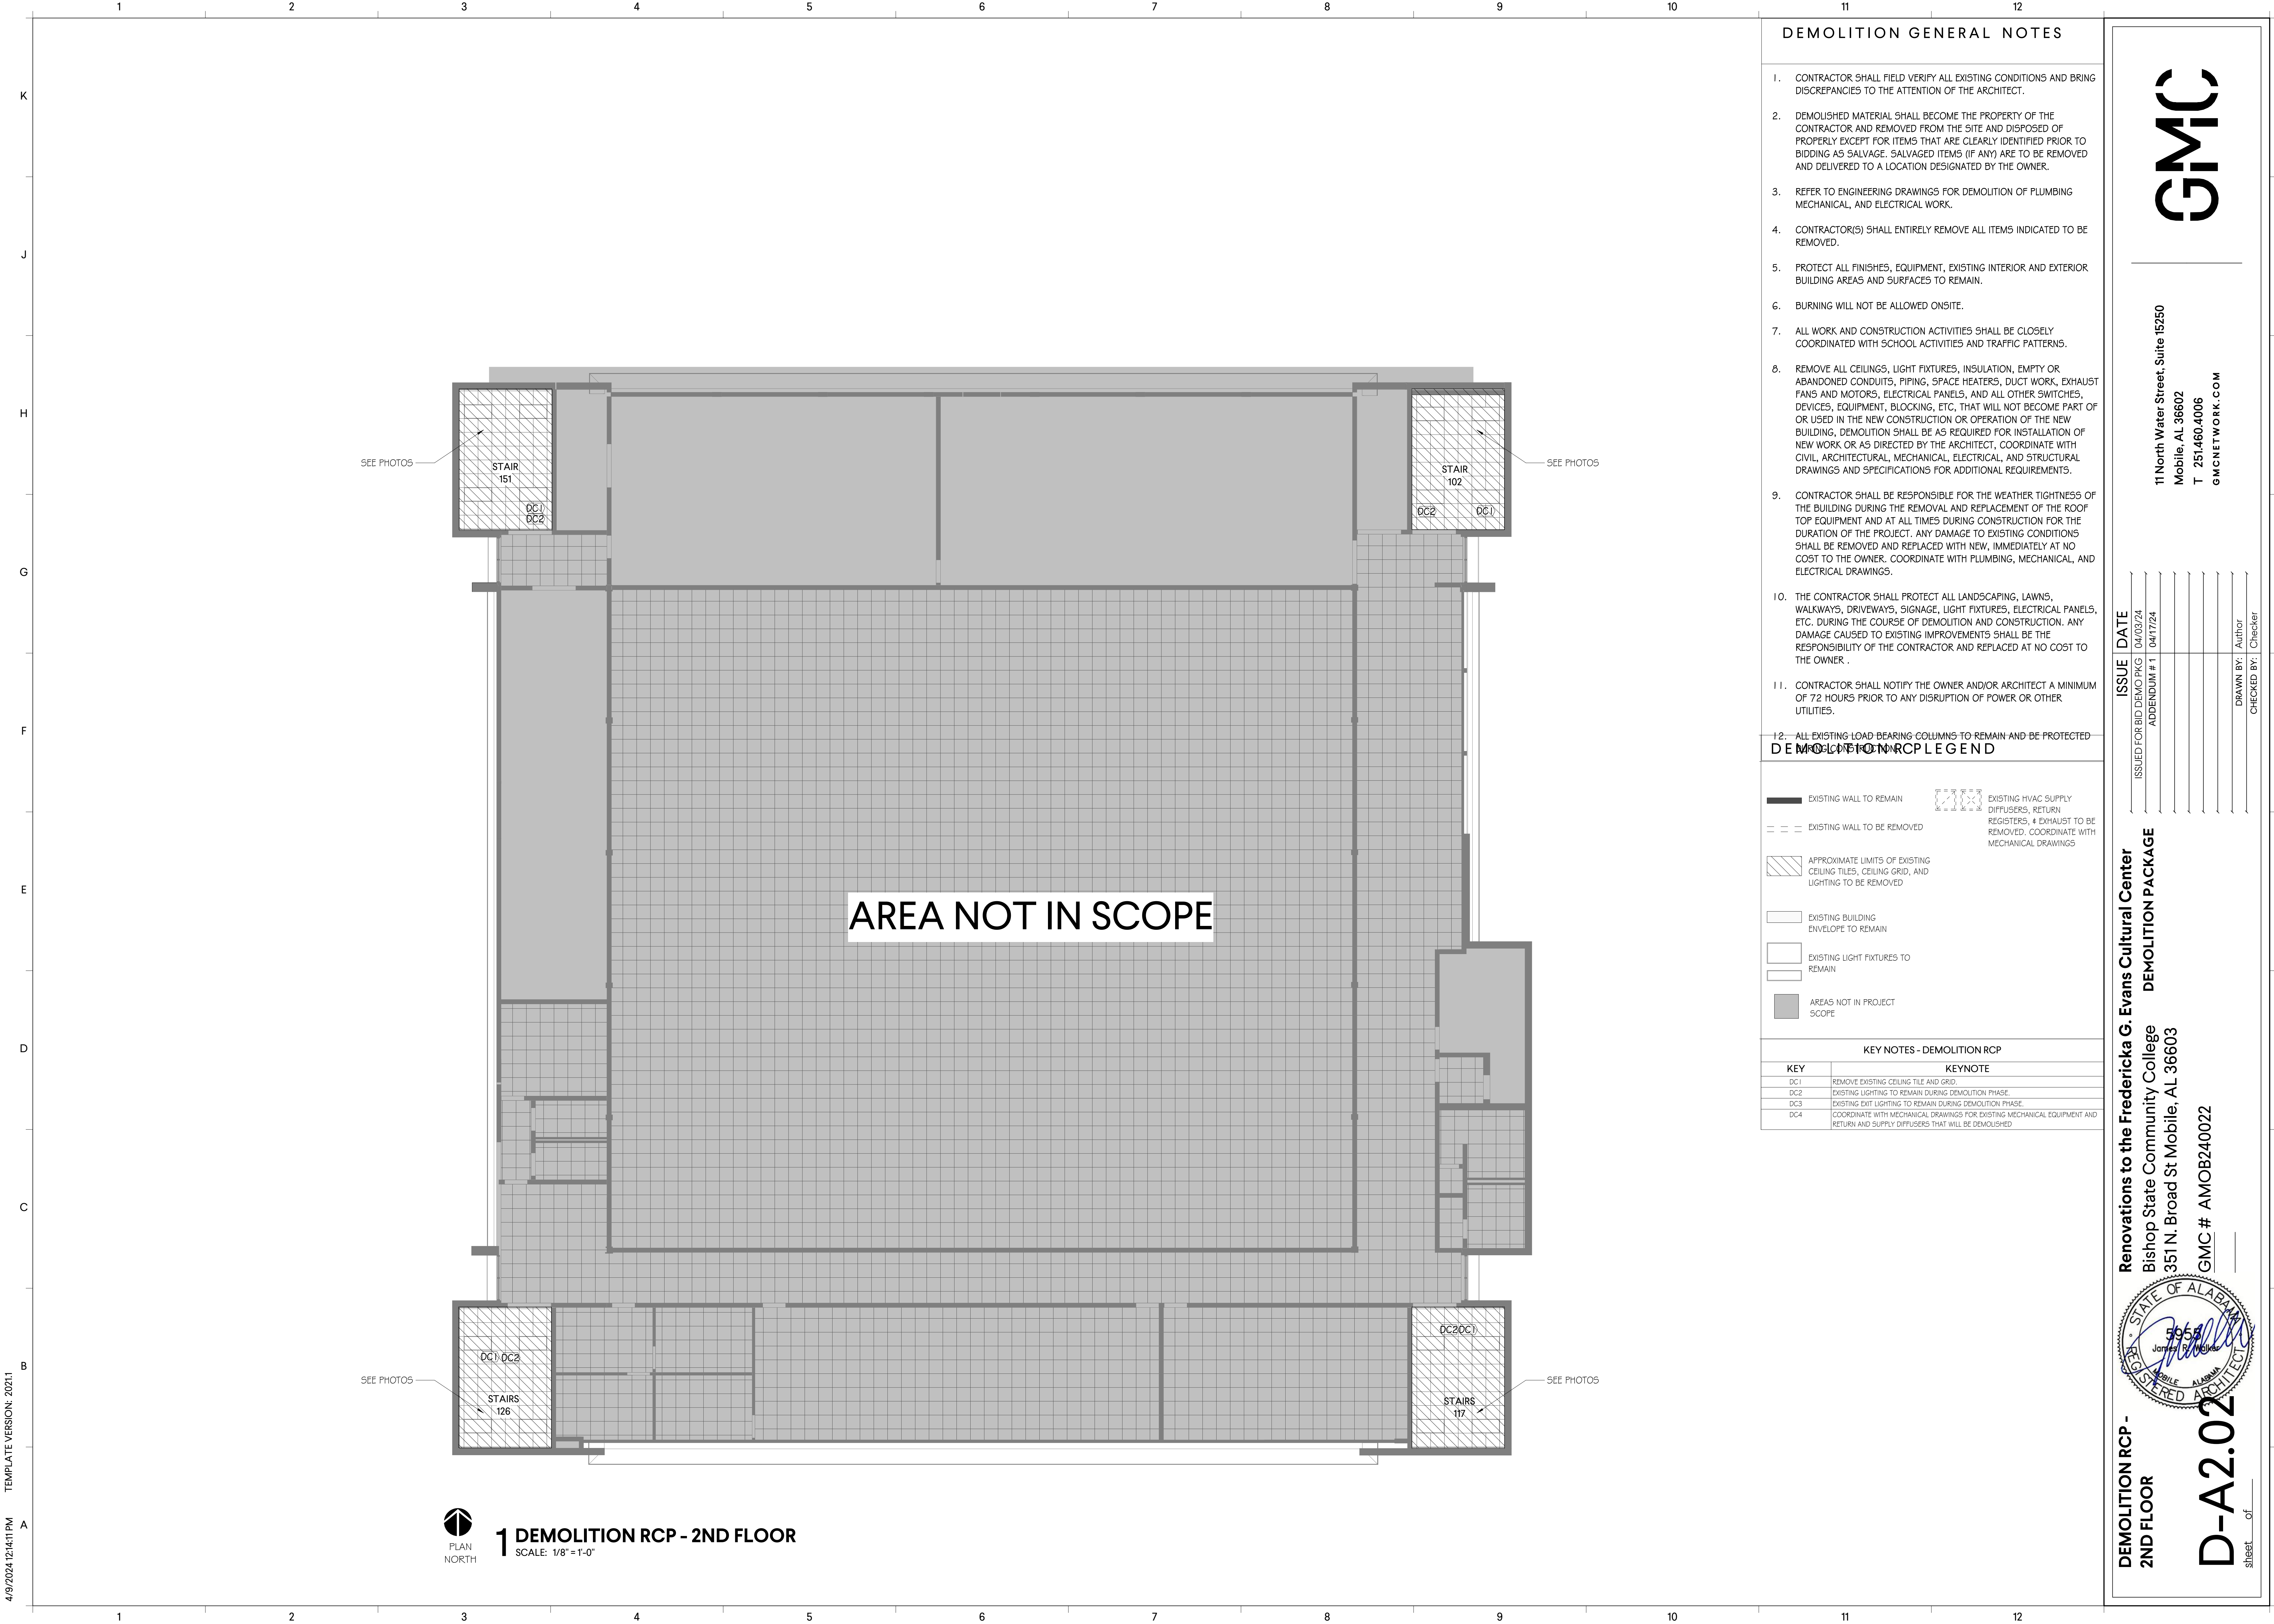 1 2 3 4 5 6 7 8 9 10 11 12
K
J
H
G
F
E
D
C
B
A
SEE PHOTOS
STAIR
151
DC1
DC2
STAIR
102
DC2 DC1
SEE PHOTOS
AREA NOT IN SCOPE
SEE PHOTOS
DC1 DC2
STAIRS
126
DC2 DC1
STAIRS
117
SEE PHOTOS
PLAN
NORTH
1 DEMOLITION RCP - 2ND FLOOR
SCALE: 1/8" = 1'-0"
1 2 3 4 5 6 7 8 9 10 11 12
4/9/2024 12:14:11 PM TEMPLATE VERSION: 2021.1
DEMOLITION GENERAL NOTES
1. CONTRACTOR SHALL FIELD VERIFY ALL EXISTING CONDITIONS AND BRING
DISCREPANCIES TO THE ATTENTION OF THE ARCHITECT.
2. DEMOLISHED MATERIAL SHALL BECOME THE PROPERTY OF THE
CONTRACTOR AND REMOVED FROM THE SITE AND DISPOSED OF
PROPERLY EXCEPT FOR ITEMS THAT ARE CLEARLY IDENTIFIED PRIOR TO
BIDDING AS SALVAGE. SALVAGED ITEMS (IF ANY) ARE TO BE REMOVED
AND DELIVERED TO A LOCATION DESIGNATED BY THE OWNER.
3. REFER TO ENGINEERING DRAWINGS FOR DEMOLITION OF PLUMBING
MECHANICAL, AND ELECTRICAL WORK.
4. CONTRACTOR(S) SHALL ENTIRELY REMOVE ALL ITEMS INDICATED TO BE
REMOVED.
5. PROTECT ALL FINISHES, EQUIPMENT, EXISTING INTERIOR AND EXTERIOR
BUILDING AREAS AND SURFACES TO REMAIN.
6. BURNING WILL NOT BE ALLOWED ONSITE.
7. ALL WORK AND CONSTRUCTION ACTIVITIES SHALL BE CLOSELY
COORDINATED WITH SCHOOL ACTIVITIES AND TRAFFIC PATTERNS.
8. REMOVE ALL CEILINGS, LIGHT FIXTURES, INSULATION, EMPTY OR
ABANDONED CONDUITS, PIPING, SPACE HEATERS, DUCT WORK, EXHAUST
FANS AND MOTORS, ELECTRICAL PANELS, AND ALL OTHER SWITCHES,
DEVICES, EQUIPMENT, BLOCKING, ETC, THAT WILL NOT BECOME PART OF
OR USED IN THE NEW CONSTRUCTION OR OPERATION OF THE NEW
BUILDING, DEMOLITION SHALL BE AS REQUIRED FOR INSTALLATION OF
NEW WORK OR AS DIRECTED BY THE ARCHITECT, COORDINATE WITH
CIVIL, ARCHITECTURAL, MECHANICAL, ELECTRICAL, AND STRUCTURAL
DRAWINGS AND SPECIFICATIONS FOR ADDITIONAL REQUIREMENTS.
9. CONTRACTOR SHALL BE RESPONSIBLE FOR THE WEATHER TIGHTNESS OF
THE BUILDING DURING THE REMOVAL AND REPLACEMENT OF THE ROOF
TOP EQUIPMENT AND AT ALL TIMES DURING CONSTRUCTION FOR THE
DURATION OF THE PROJECT. ANY DAMAGE TO EXISTING CONDITIONS
SHALL BE REMOVED AND REPLACED WITH NEW, IMMEDIATELY AT NO
COST TO THE OWNER. COORDINATE WITH PLUMBING, MECHANICAL, AND
ELECTRICAL DRAWINGS.
10. THE CONTRACTOR SHALL PROTECT ALL LANDSCAPING, LAWNS,
WALKWAYS, DRIVEWAYS, SIGNAGE, LIGHT FIXTURES, ELECTRICAL PANELS,
ETC. DURING THE COURSE OF DEMOLITION AND CONSTRUCTION. ANY
DAMAGE CAUSED TO EXISTING IMPROVEMENTS SHALL BE THE
RESPONSIBILITY OF THE CONTRACTOR AND REPLACED AT NO COST TO
THE OWNER .
11. CONTRACTOR SHALL NOTIFY THE OWNER AND/OR ARCHITECT A MINIMUM
OF 72 HOURS PRIOR TO ANY DISRUPTION OF POWER OR OTHER
UTILITIES.
12. ALL EXISTING LOAD BEARING COLUMNS TO REMAIN AND BE PROTECTED
DURING CONSTRUCTION.
DEMOLITION RCP LEGEND
EXISTING WALL TO REMAIN
EXISTING WALL TO BE REMOVED
APPROXIMATE LIMITS OF EXISTING
CEILING TILES, CEILING GRID, AND
LIGHTING TO BE REMOVED
EXISTING BUILDING
ENVELOPE TO REMAIN
EXISTING LIGHT FIXTURES TO
REMAIN
AREAS NOT IN PROJECT
SCOPE
EXISTING HVAC SUPPLY
DIFFUSERS, RETURN
REGISTERS, & EXHAUST TO BE
REMOVED. COORDINATE WITH
MECHANICAL DRAWINGS
KEY NOTES - DEMOLITION RCP
KEY KEYNOTE
DC1 REMOVE EXISTING CEILING TILE AND GRID.
DC2 EXISTING LIGHTING TO REMAIN DURING DEMOLITION PHASE.
DC3 EXISTING EXIT LIGHTING TO REMAIN DURING DEMOLITION PHASE.
DC4 COORDINATE WITH MECHANICAL DRAWINGS FOR EXISTING MECHANICAL EQUIPMENT AND
RETURN AND SUPPLY DIFFUSERS THAT WILL BE DEMOLISHED
GMC
11 North Water Street, Suite 15250
Mobile, AL 36602
T 251.460.4006
GMCNETWORK.COM
ISSUE DATE
ISSUED FOR BID DEMO PKG 04/03/24
ADDENDUM # 1 04/17/24
DRAWN BY: Author
CHECKED BY: Checker
Renovations to the Fredericka G. Evans Cultural Center
DEMOLITION PACKAGE
Bishop State Community College
351 N. Broad St Mobile, AL 36603
GMC # AMOB240022
STATE OF ALABAMA
5955
James R. Walker
MOBILE ALABAMA
REGISTERED ARCHITECT
DEMOLITION RCP -
2ND FLOOR
D-A2.02
sheet of